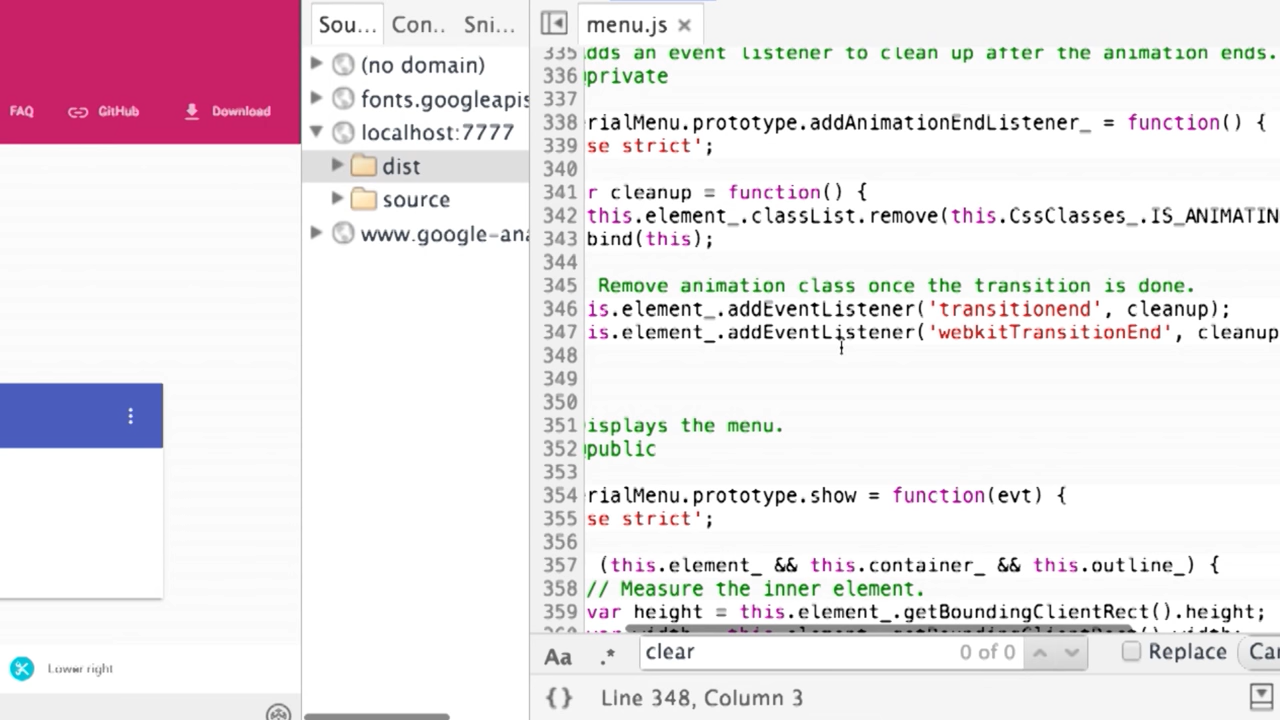 FAQ GitHub Download
Lower right
Sou... Con.. Sni...
(no domain)
fonts.googleapis
localhost:7777
dist
source
www.google-ana
menu.js ×
335 dds an event listener to clean up after the animation ends.
336 private
337
338 rialMenu.prototype.addAnimationEndListener_ = function() {
339 se strict';
340
341 r cleanup = function() {
342 this.element_.classList.remove(this.CssClasses_.IS_ANIMATIN
343 bind(this);
344
345 Remove animation class once the transition is done.
346 is.element_.addEventListener('transitionend', cleanup);
347 is.element_.addEventListener('webkitTransitionEnd', cleanup
348
349
350
351 isplays the menu.
352 public
353
354 rialMenu.prototype.show = function(evt) {
355 se strict';
356
357 (this.element_ && this.container_ && this.outline_) {
358 // Measure the inner element.
359 var height = this.element_.getBoundingClientRect().height;
Aa .* clear 0 of 0 Replace Can
{} Line 348, Column 3